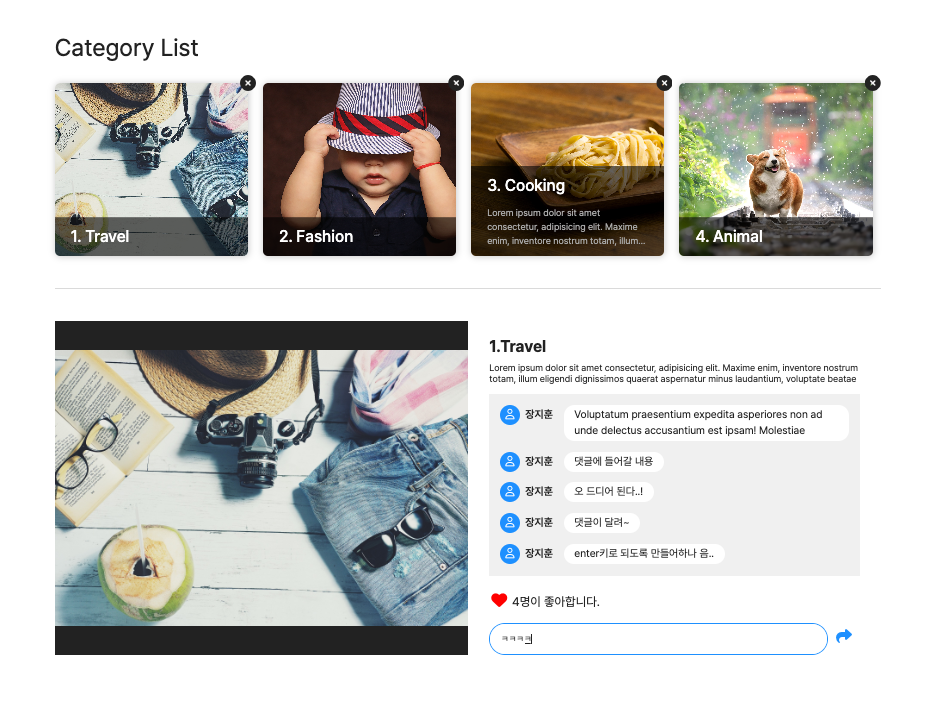 Category List
1. Travel
2. Fashion
3. Cooking
Lorem ipsum dolor sit amet
consectetur, adipisicing elit. Maxime
enim, inventore nostrum totam, illum...
4. Animal
1.Travel
Lorem ipsum dolor sit amet consectetur, adipisicing elit. Maxime enim, inventore nostrum
totam, illum eligendi dignissimos quaerat aspernatur minus laudantium, voluptate beatae
장지훈
Voluptatum praesentium expedita asperiores non ad
unde delectus accusantium est ipsam! Molestiae
장지훈
댓글에 들어갈 내용
장지훈
오 드디어 된다..!
장지훈
댓글이 달려~
장지훈
enter키로 되도록 만들어하나 음..
4명이 좋아합니다.
ㅋㅋㅋㅋ